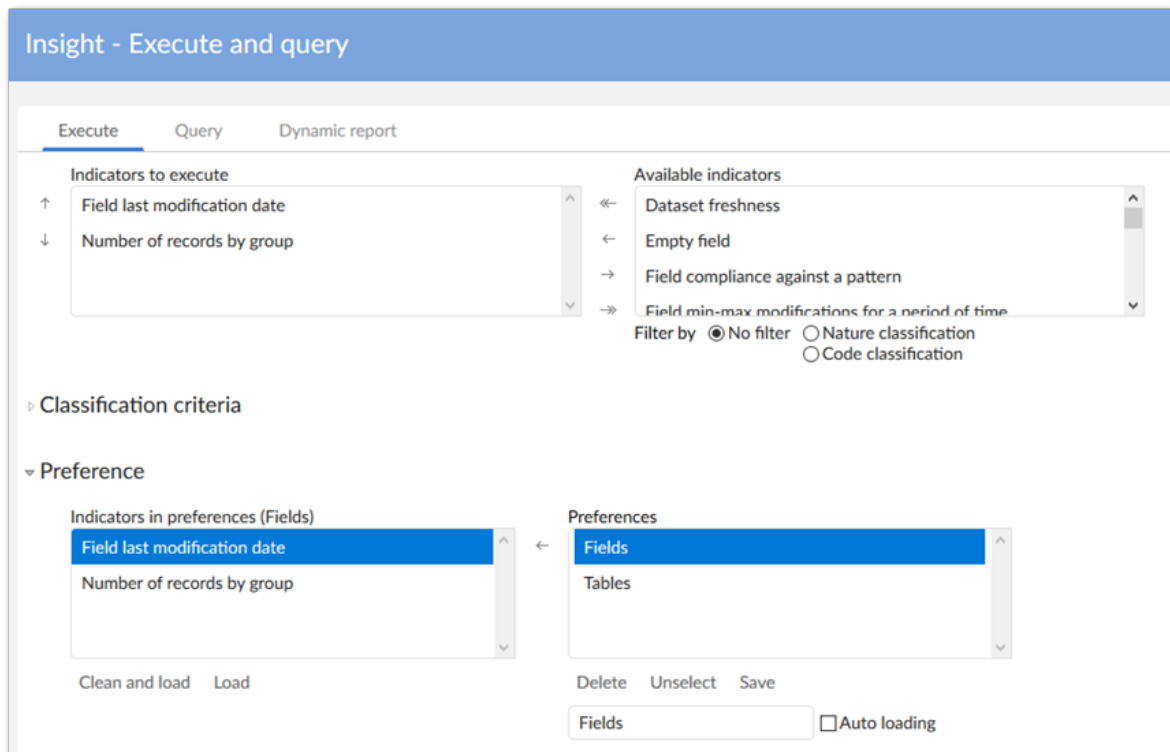 Insight - Execute and query
Execute Query Dynamic report
Indicators to execute
Field last modification date
Number of records by group
Available indicators
Dataset freshness
Empty field
Field compliance against a pattern
Field min-max modifications for a period of time
Filter by No filter Nature classification
Code classification
Classification criteria
Preference
Indicators in preferences (Fields)
Field last modification date
Number of records by group
Clean and load Load
Preferences
Fields
Tables
Delete Unselect Save
Fields Auto loading